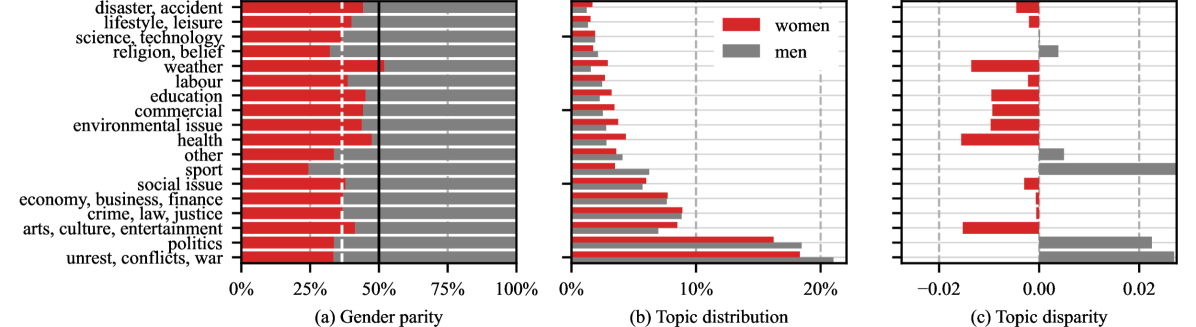 disaster, accident
lifestyle, leisure
science, technology
religion, belief
weather
labour
education
commercial
environmental issue
health
other
sport
social issue
economy, business, finance
crime, law, justice
arts, culture, entertainment
politics
unrest, conflicts, war
0% 25% 50% 75% 100%
(a) Gender parity
women
men
0% 10% 20%
(b) Topic distribution
−0.02 0.00 0.02
(c) Topic disparity